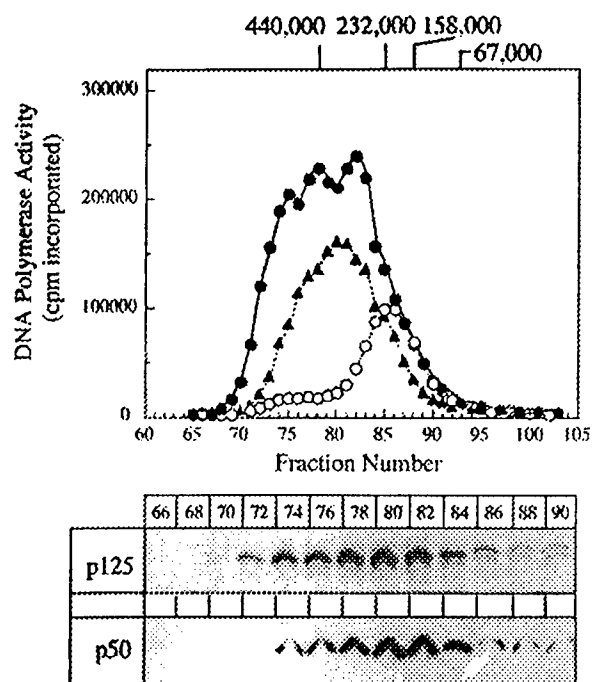 440,000 232,000 158,000
67,000
300000
200000
100000
0
DNA Polymerase Activity
(cpm incorporated)
60 65 70 75 80 85 90 95 100 105
Fraction Number
66 68 70 72 74 76 78 80 82 84 86 88 90
p125
p50